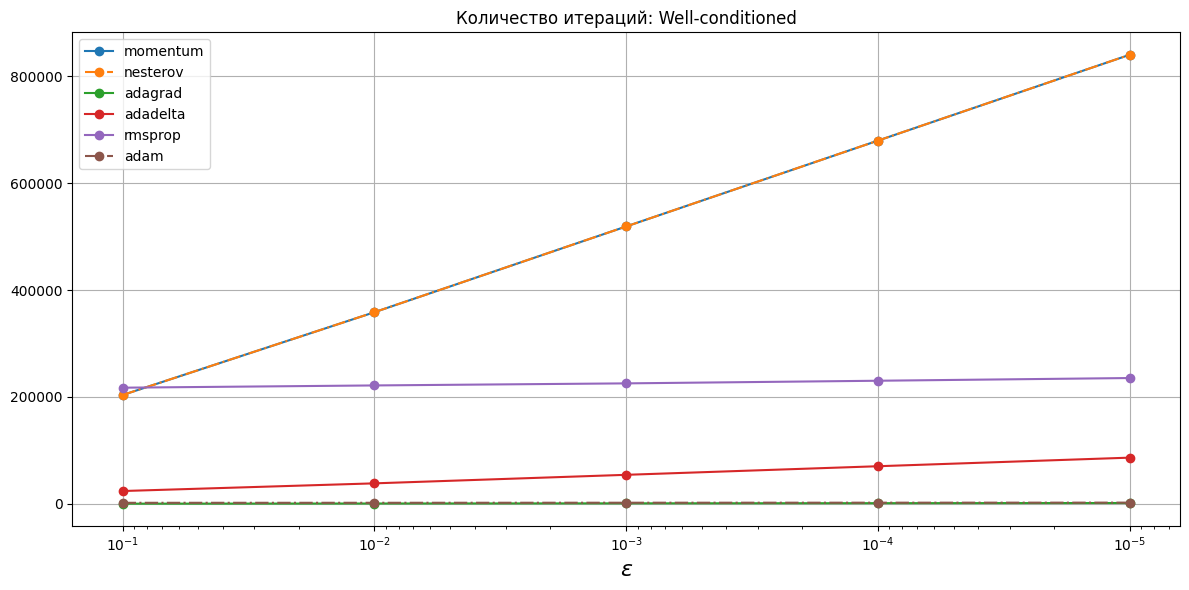 Количество итераций: Well-conditioned
momentum
nesterov
adagrad
adadelta
rmsprop
adam
800000
600000
400000
200000
0
10⁻¹ 10⁻² 10⁻³ 10⁻⁴ 10⁻⁵
ε